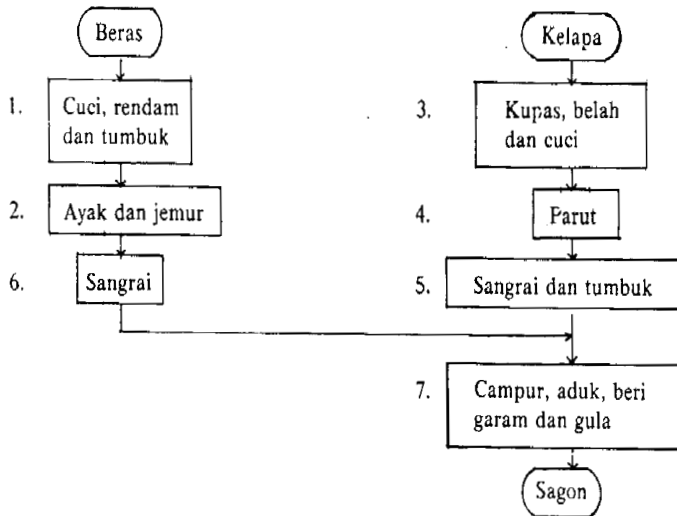 Beras
1. Cuci, rendam
dan tumbuk
2. Ayak dan jemur
6. Sangrai
Kelapa
3. Kupas, belah
dan cuci
4. Parut
5. Sangrai dan tumbuk
7. Campur, aduk, beri
garam dan gula
Sagon